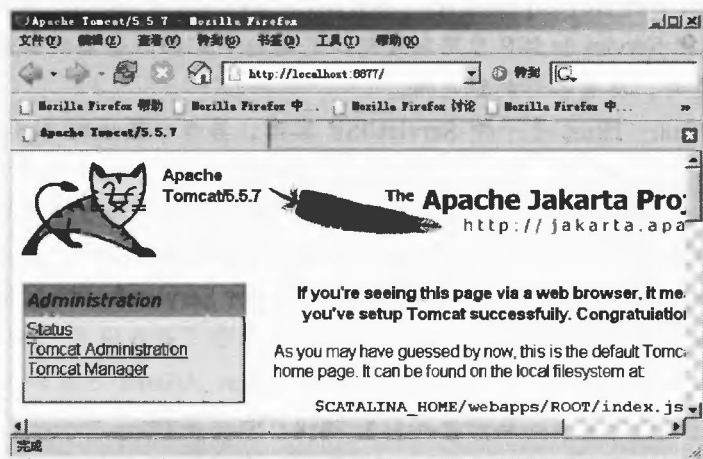 Apache Tomcat/5.5.7 - Mozilla Firefox
文件(F) 编辑(E) 查看(V) 转到(G) 书签(B) 工具(T) 帮助(H)
http://localhost:8877/ 转到 G
Mozilla Firefox 帮助 Mozilla Firefox 中... Mozilla Firefox 讨论 Mozilla Firefox 中... »
Apache Tomcat/5.5.7
Apache
Tomcat/5.5.7
The Apache Jakarta Pro
http://jakarta.apa
Administration
Status
Tomcat Administration
Tomcat Manager
If you're seeing this page via a web browser, it me
you've setup Tomcat successfully. Congratulation
As you may have guessed by now, this is the default Tomc
home page. It can be found on the local filesystem at:
$CATALINA_HOME/webapps/ROOT/index.js
完成